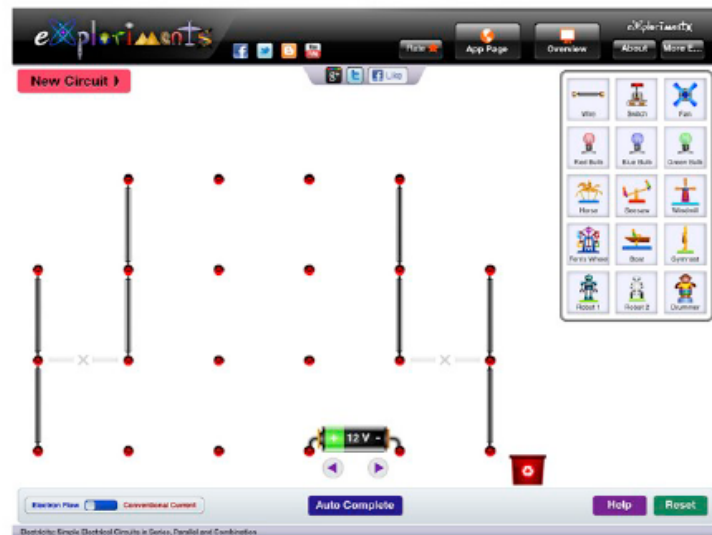 eXploriments
eXploriments
Rate
App Page
Overview
About
More E...
New Circuit
8+
t
f Like
Wire
Switch
Fan
Red Bulb
Blue Bulb
Green Bulb
Horse
Seesaw
Windmill
Ferris Wheel
Boat
Gymnast
Robot 1
Robot 2
Drummer
+ 12 V -
Electron Flow
Conventional Current
Auto Complete
Help
Reset
Electricity: Simple Electrical Circuits in Series, Parallel and Combination